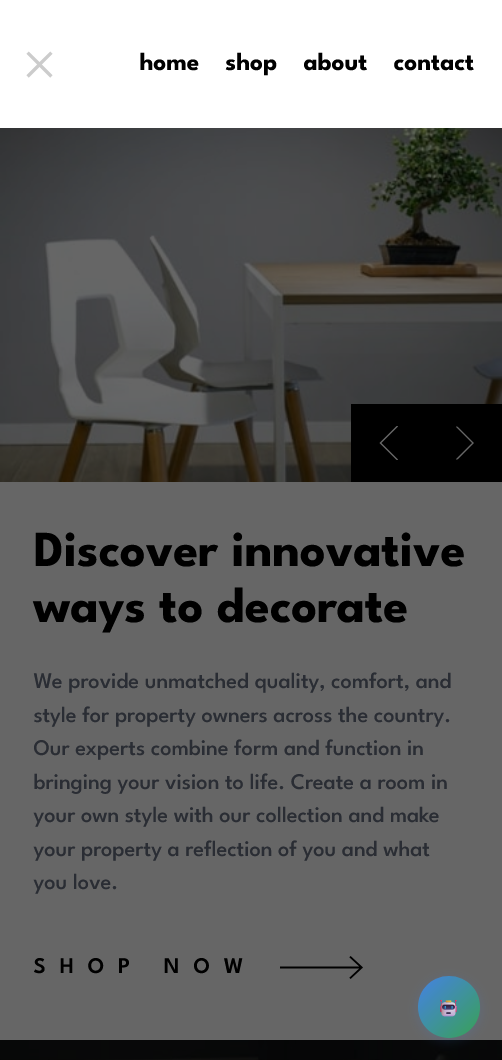 home shop about contact
Discover innovative
ways to decorate
We provide unmatched quality, comfort, and
style for property owners across the country.
Our experts combine form and function in
bringing your vision to life. Create a room in
your own style with our collection and make
your property a reflection of you and what
you love.
SHOP NOW